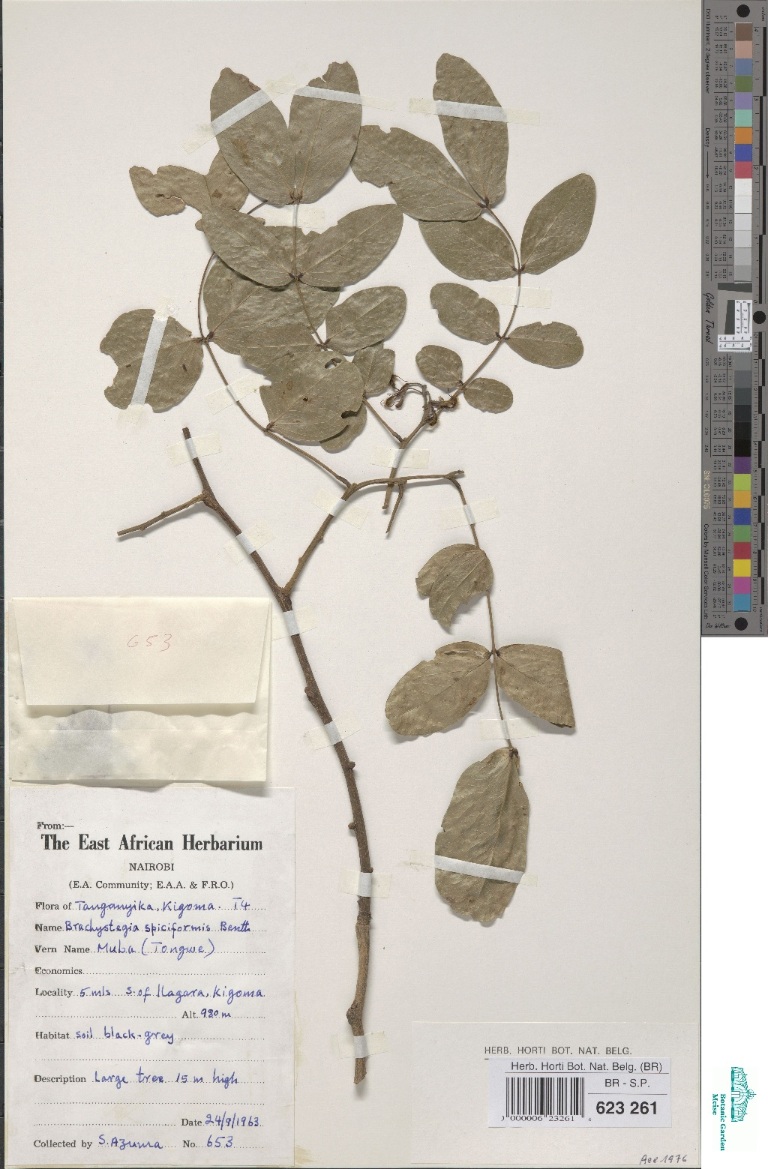 653
From:—
The East African Herbarium
NAIROBI
(E.A. Community; E.A.A. & F.R.O.)
Flora of Tanganyika, Kigoma. T4
Name Brachystegia spiciformis Benth
Vern Name Muba (Tongwe)
Economics
Locality 5 mls s. of Ilagara, Kigoma
Alt. 980 m
Habitat soil black-grey
Description large tree 15 m high
Date 24/9/1963
Collected by S. Azuma No. 653
HERB. HORTI BOT. NAT. BELG.
Herb. Horti Bot. Nat. Belg. (BR)
BR - S.P.
623 261
Botanic Garden
Meise